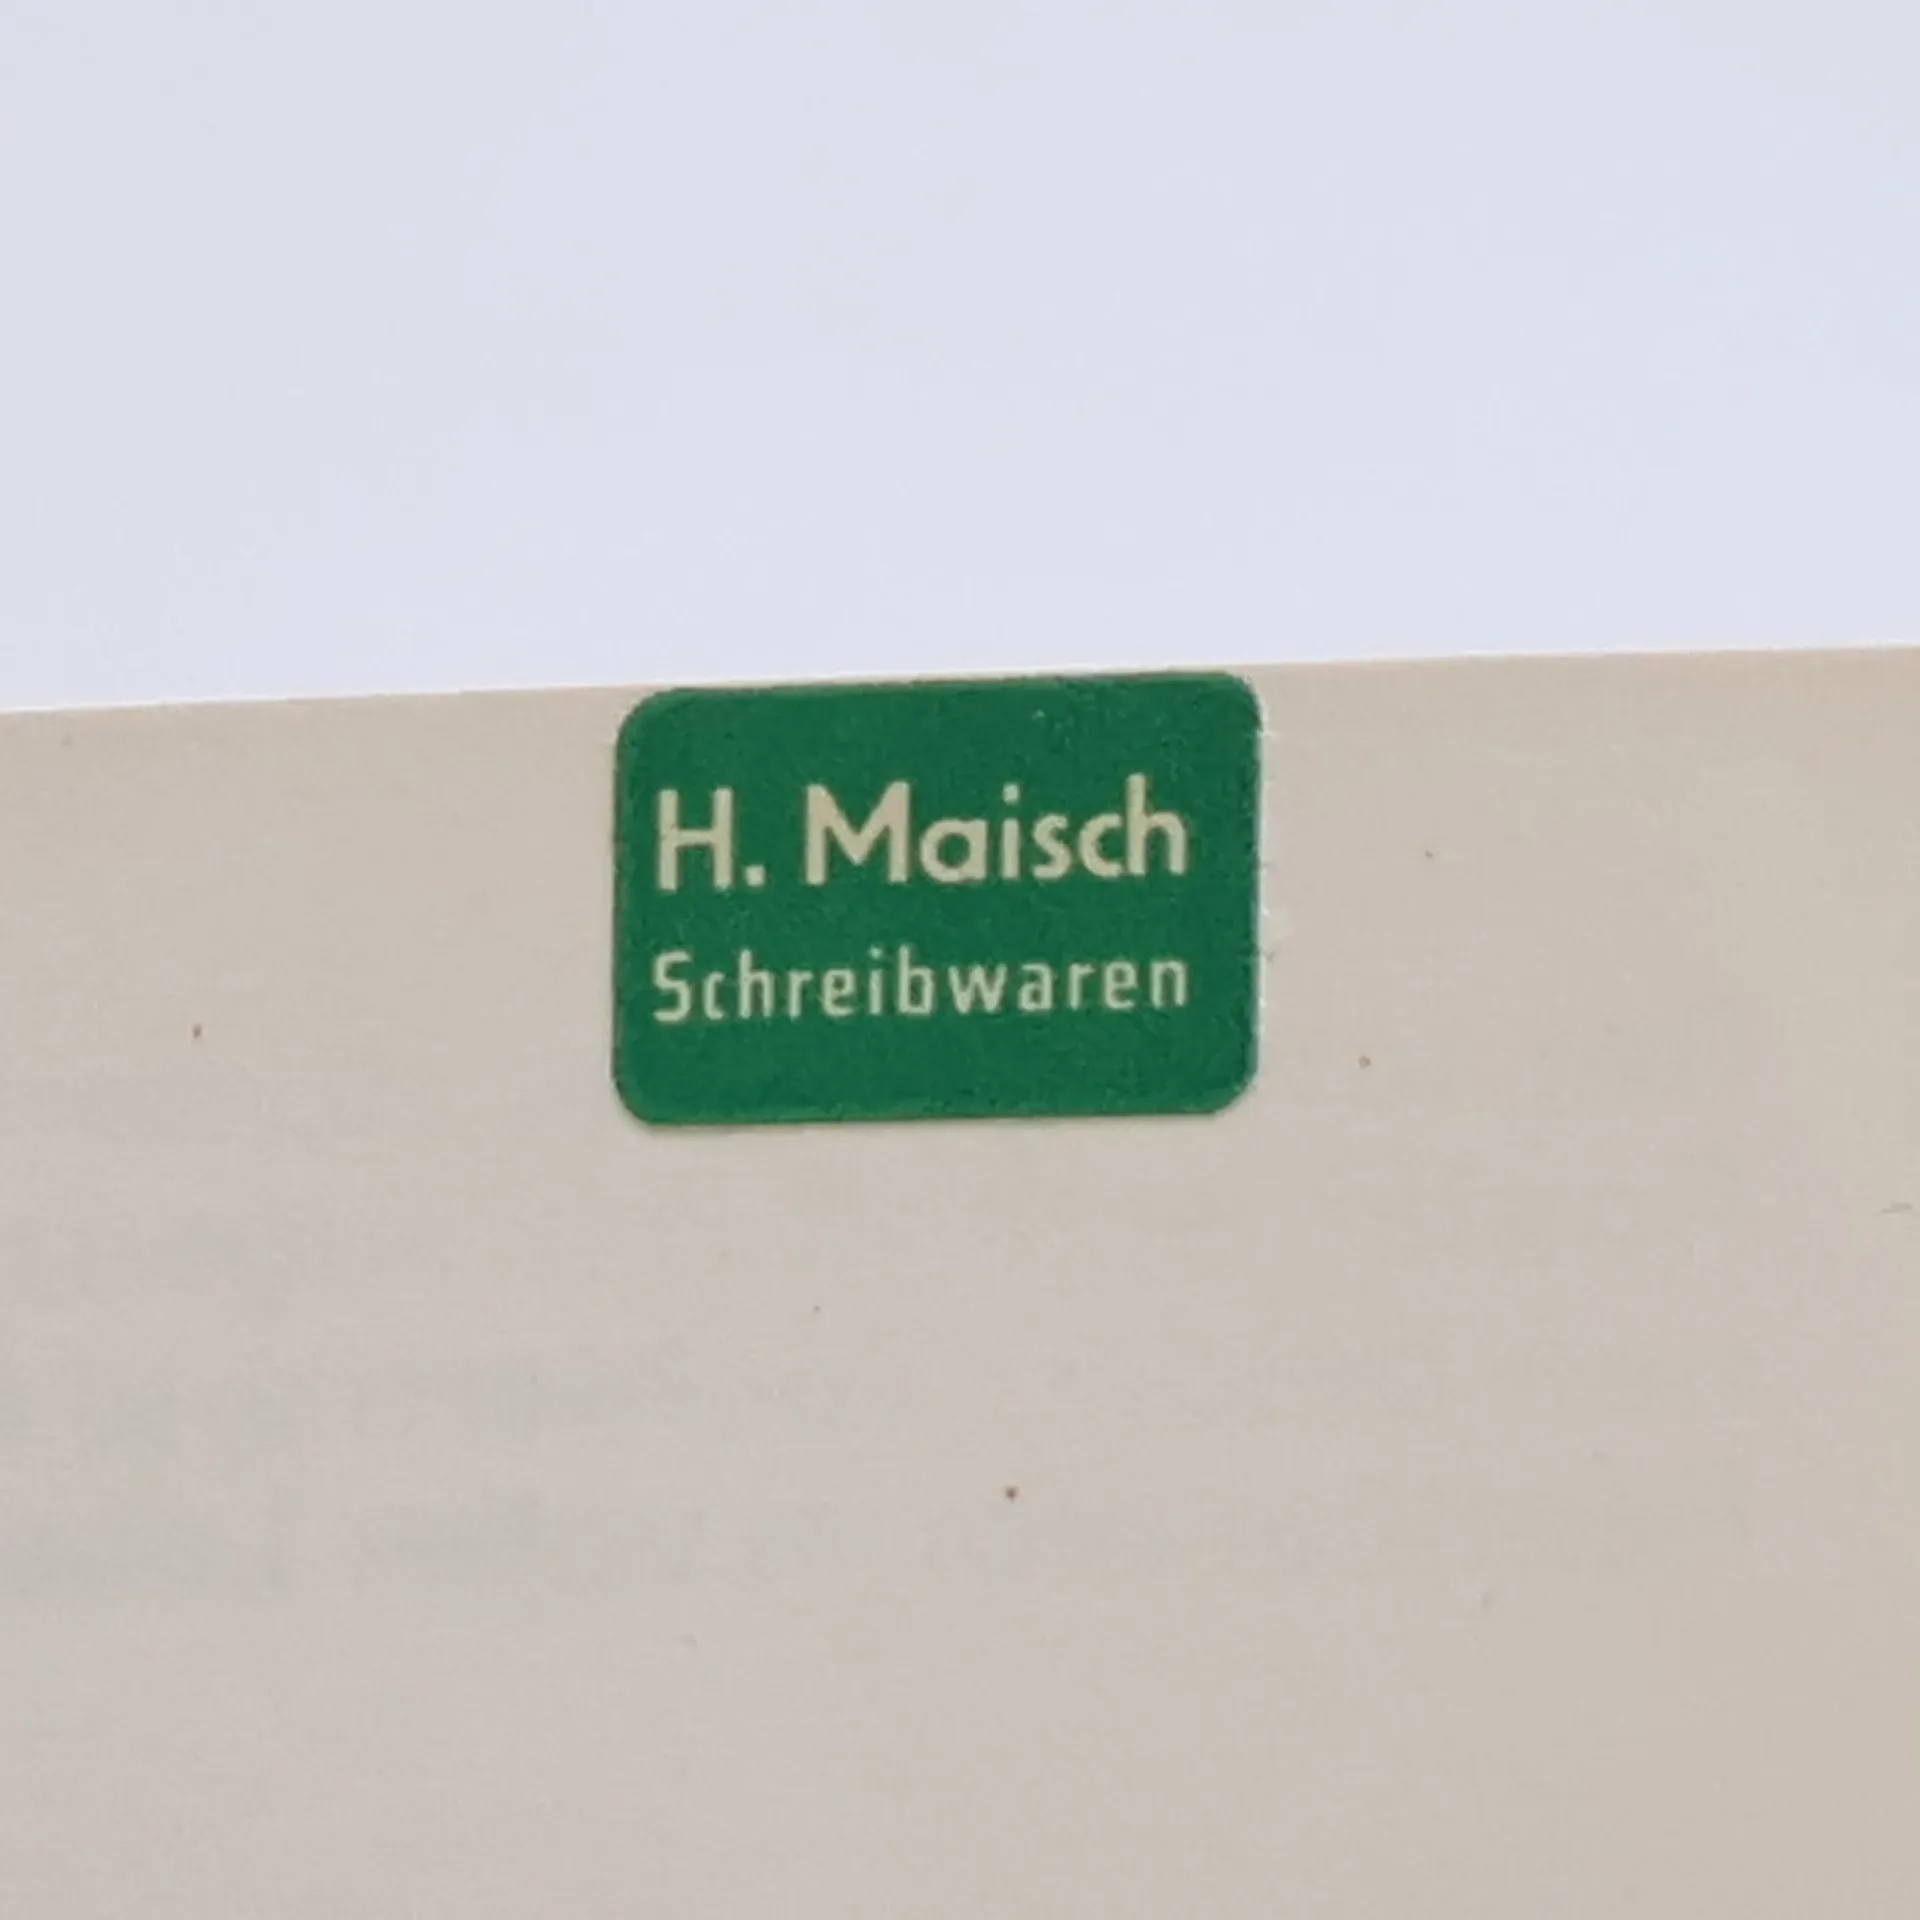 H. Maisch
Schreibwaren